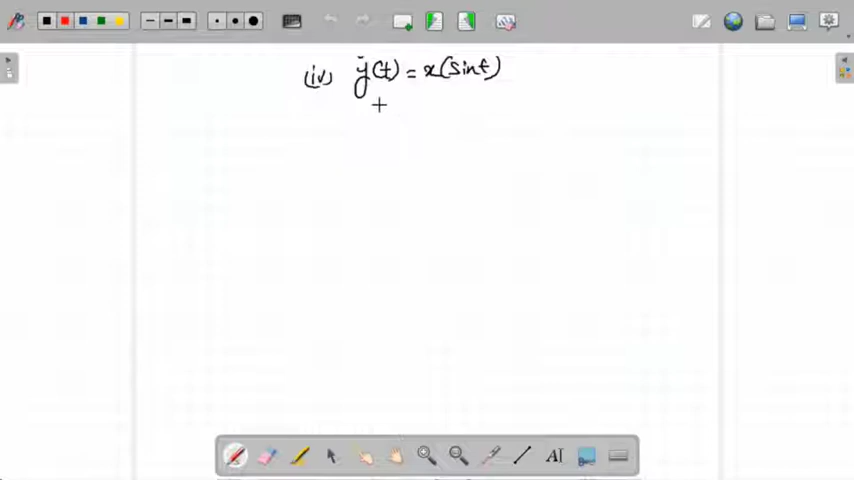 (iv) y(t) = x(sint)